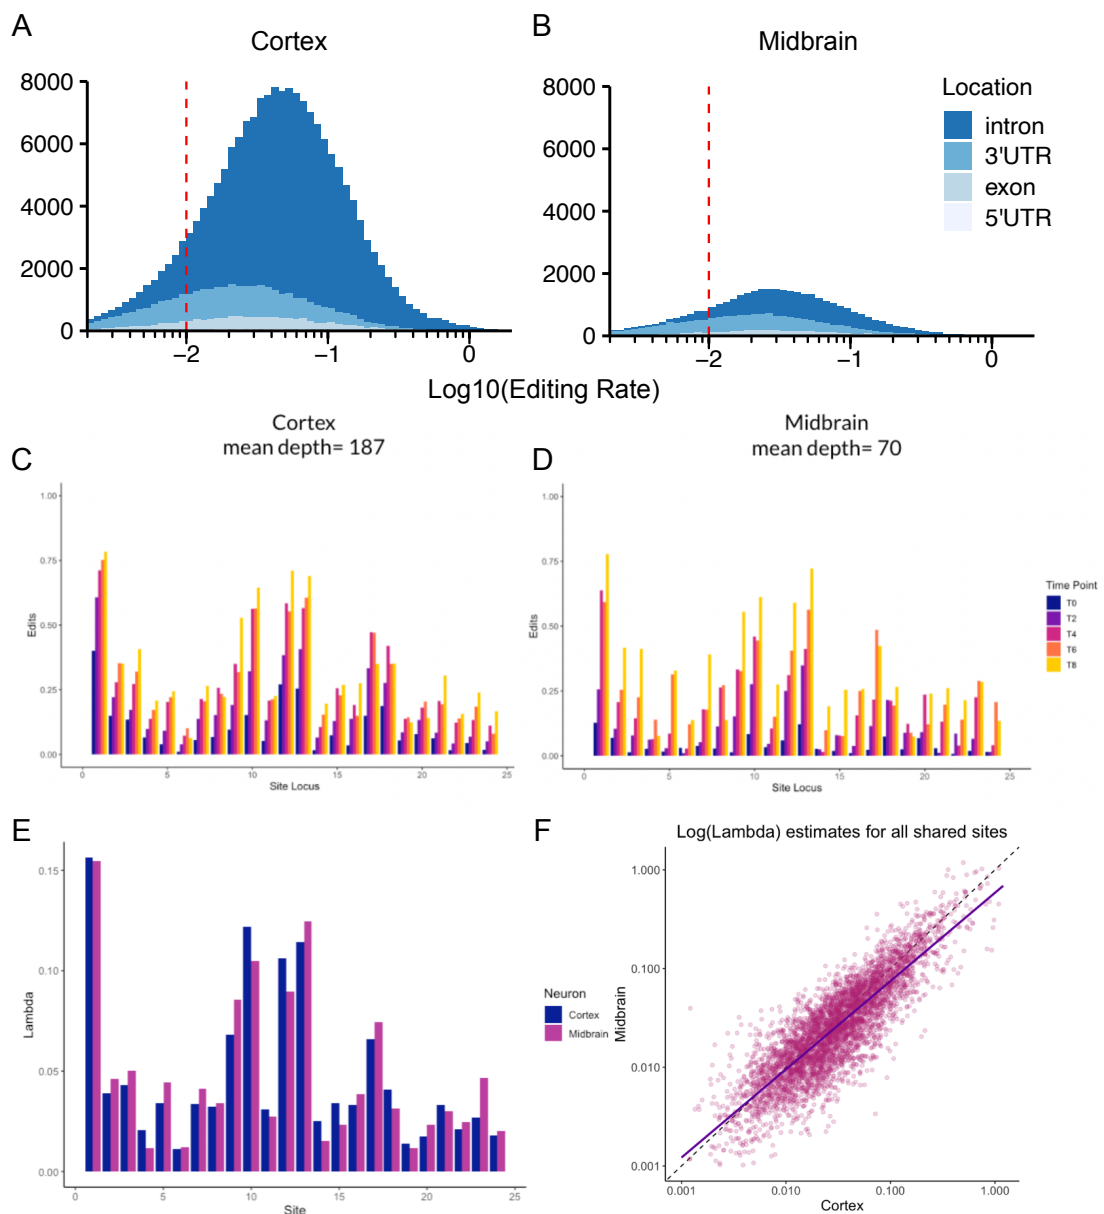 A
Cortex
8000
6000
4000
2000
0
−2
−1
0
B
Midbrain
8000
6000
4000
2000
0
−2
−1
0
Location
intron
3'UTR
exon
5'UTR
Log10(Editing Rate)
C
Cortex
mean depth= 187
1.00
0.75
0.50
0.25
0.00
Edits
0
5
10
15
20
25
Site Locus
D
Midbrain
mean depth= 70
1.00
0.75
0.50
0.25
0.00
Edits
0
5
10
15
20
25
Site Locus
Time Point
T0
T2
T4
T6
T8
E
0.15
0.10
0.05
0.00
Lambda
0
5
10
15
20
25
Site
Neuron
Cortex
Midbrain
F
Log(Lambda) estimates for all shared sites
1.000
0.100
0.010
0.001
Midbrain
0.001
0.010
0.100
1.000
Cortex